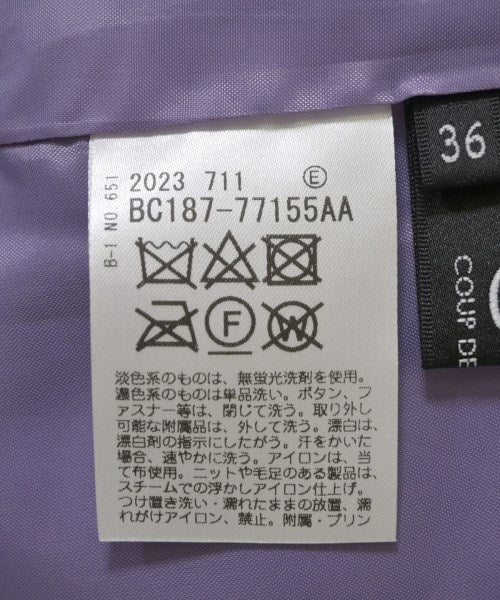 B-1 NO 651
2023 711 Ⓔ
BC187-77155AA
F W
淡色系のものは、無蛍光洗剤を使用。
濃色系のものは単品洗い。ボタン、フ
ァスナー等は、閉じて洗う。取り外し
可能な附属品は、外して洗う。漂白は、
漂白剤の指示にしたがう。汗をかいた
場合、速やかに洗う。アイロンは、当
て布使用。ニットや毛足のある製品は、
スチームでの浮かしアイロン仕上げ。
つけ置き洗い・濡れたままの放置、濡
れがけアイロン、禁止。附属・プリン
36
COUP DE